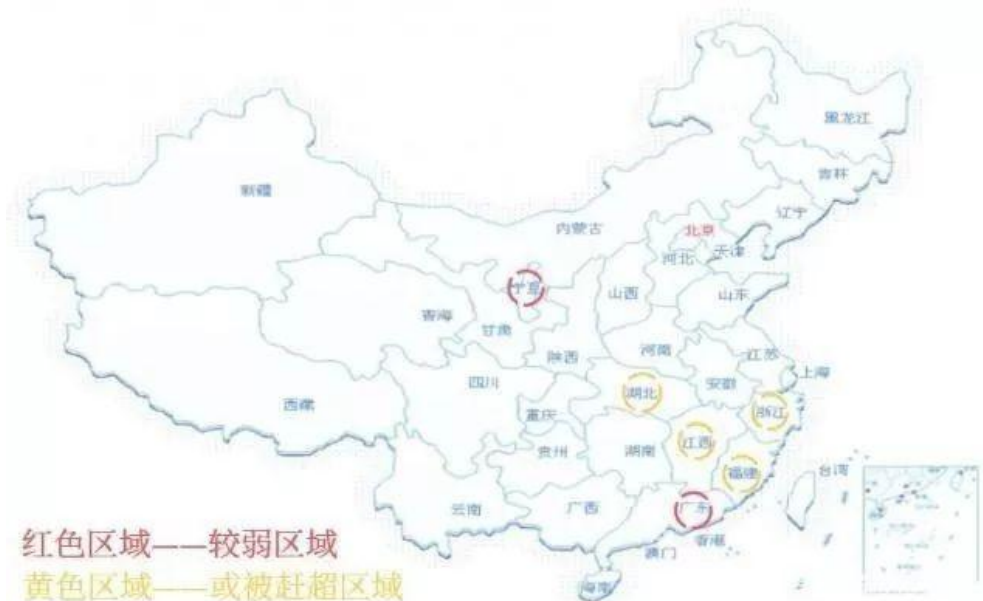 黑龙江
吉林
新疆
辽宁
内蒙古
北京
天津
河北
宁夏
山西
山东
青海
甘肃
陕西
河南
江苏
四川
湖北
安徽
上海
西藏
重庆
浙江
贵州
湖南
江西
福建
台湾
云南
广西
广东
香港
澳门
海南
红色区域——较弱区域
黄色区域——或被赶超区域